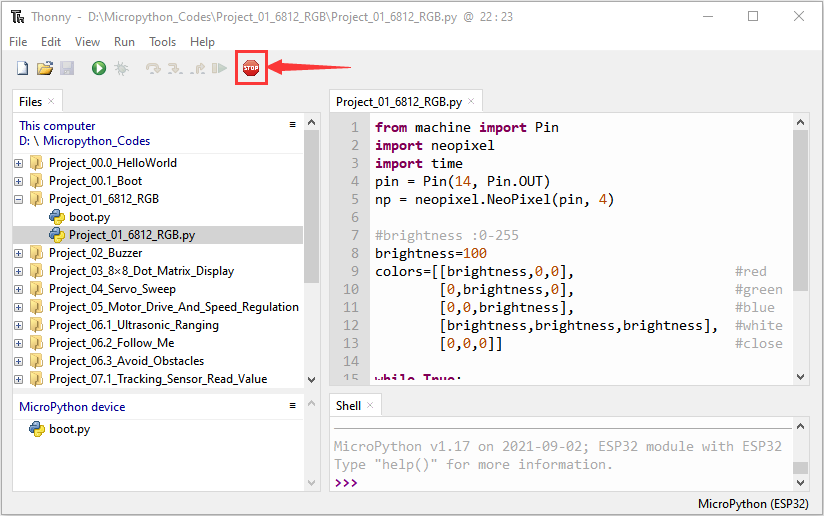 Thonny - D:\Micropython_Codes\Project_01_6812_RGB\Project_01_6812_RGB.py @ 22 : 23
File Edit View Run Tools Help
STOP
Files
This computer
D: \ Micropython_Codes
Project_00.0_HelloWorld
Project_00.1_Boot
Project_01_6812_RGB
boot.py
Project_01_6812_RGB.py
Project_02_Buzzer
Project_03_8×8_Dot_Matrix_Display
Project_04_Servo_Sweep
Project_05_Motor_Drive_And_Speed_Regulation
Project_06.1_Ultrasonic_Ranging
Project_06.2_Follow_Me
Project_06.3_Avoid_Obstacles
Project_07.1_Tracking_Sensor_Read_Value
MicroPython device
boot.py
Project_01_6812_RGB.py
1 from machine import Pin
2 import neopixel
3 import time
4 pin = Pin(14, Pin.OUT)
5 np = neopixel.NeoPixel(pin, 4)
6
7 #brightness :0-255
8 brightness=100
9 colors=[[brightness,0,0], #red
10 [0,brightness,0], #green
11 [0,0,brightness], #blue
12 [brightness,brightness,brightness], #white
13 [0,0,0]] #close
14
15 while True:
Shell
MicroPython v1.17 on 2021-09-02; ESP32 module with ESP32
Type "help()" for more information.
>>>
MicroPython (ESP32)